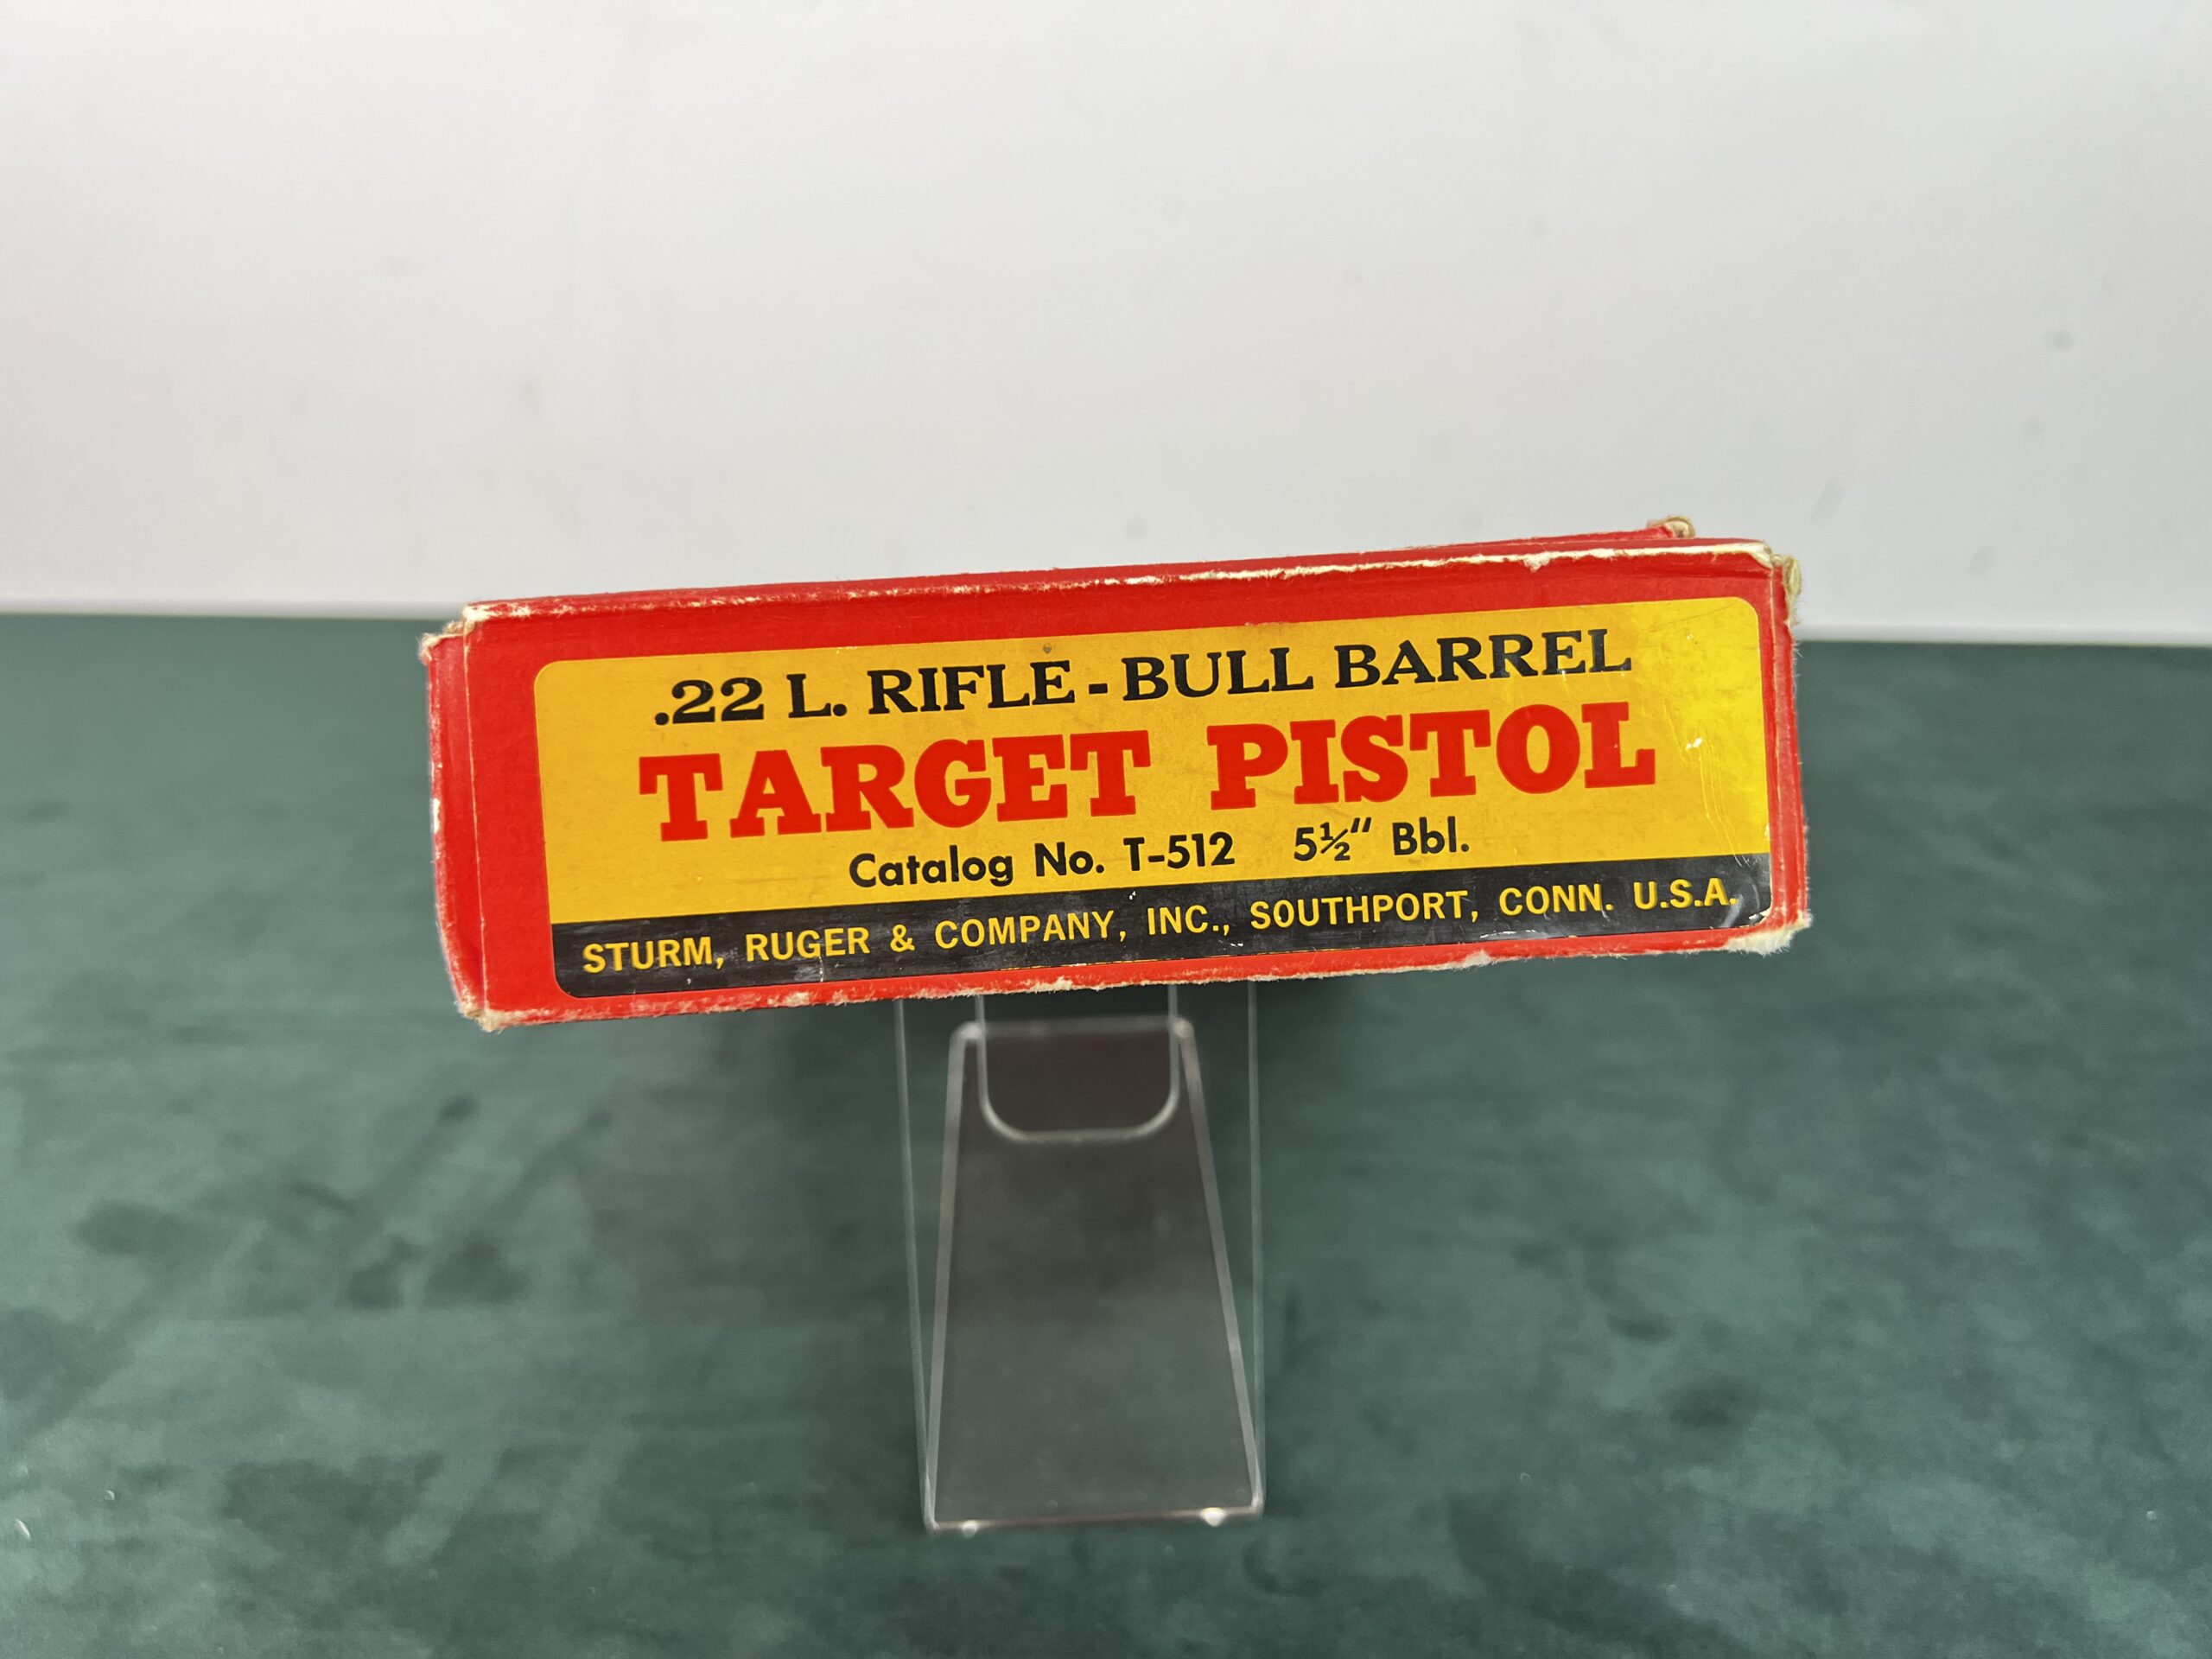 .22 L. RIFLE - BULL BARREL
TARGET PISTOL
Catalog No. T-512 5½" Bbl.
STURM, RUGER & COMPANY, INC., SOUTHPORT, CONN. U.S.A.